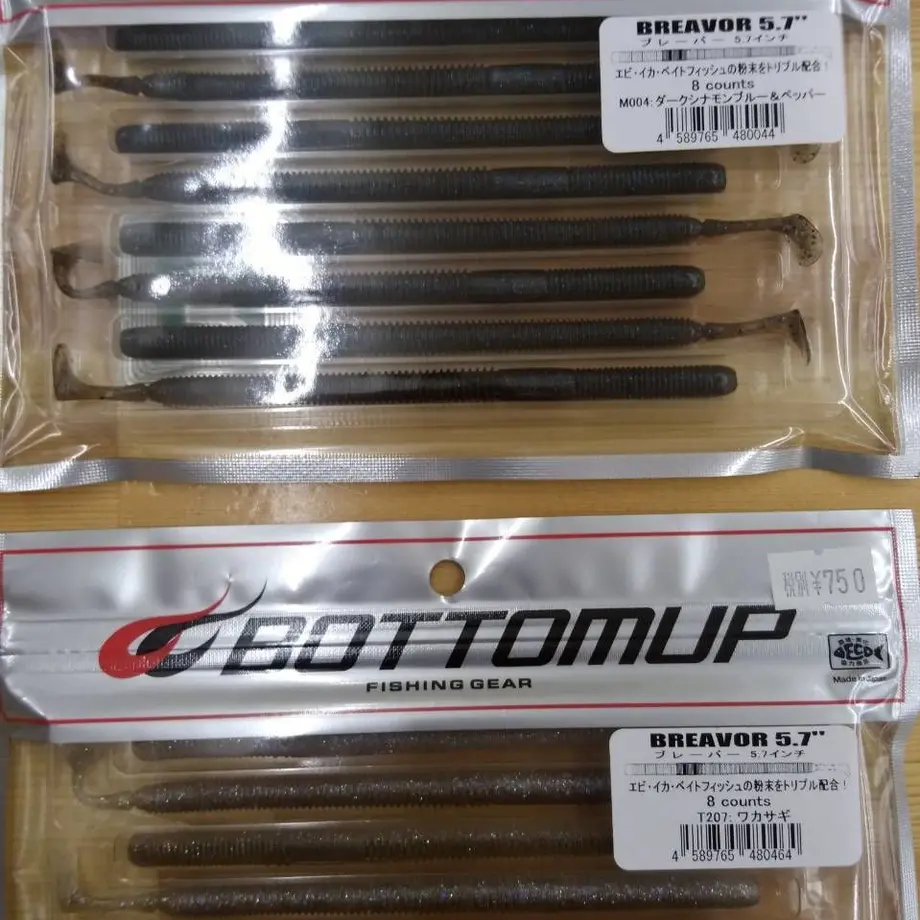 BREAVOR 5.7"
ブレーバー 5.7インチ
エビ・イカ・ベイトフィッシュの粉末をトリプル配合!
8 counts
M004:ダークシナモンブルー&ペッパー
4 589765 480044
税別¥750
BOTTOMUP
FISHING GEAR
ECO
Made in Japan
BREAVOR 5.7"
ブレーバー 5.7インチ
エビ・イカ・ベイトフィッシュの粉末をトリプル配合!
8 counts
T207:ワカサギ
4 589765 480464